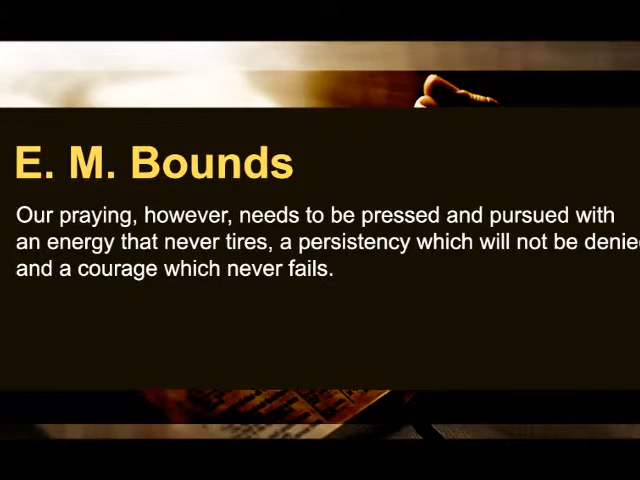 E. M. Bounds
Our praying, however, needs to be pressed and pursued with
an energy that never tires, a persistency which will not be denie
and a courage which never fails.